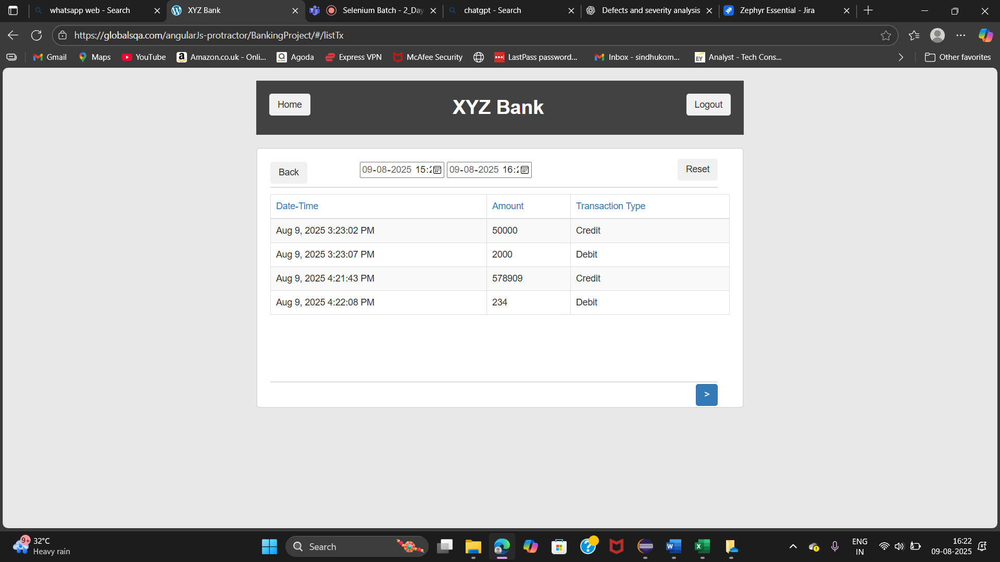 whatsapp web - Search
XYZ Bank
Selenium Batch - 2_Day
chatgpt - Search
Defects and severity analysis
Zephyr Essential - Jira
https://globalsqa.com/angularJs-protractor/BankingProject/#/listTx
Gmail
Maps
YouTube
Amazon.co.uk - Onli...
Agoda
Express VPN
McAfee Security
LastPass password...
Inbox - sindhukom...
EY
Analyst - Tech Cons...
Other favorites
Home
XYZ Bank
Logout
Back
09-08-2025 15:2
09-08-2025 16:2
Reset
Date-Time Amount Transaction Type
Aug 9, 2025 3:23:02 PM 50000 Credit
Aug 9, 2025 3:23:07 PM 2000 Debit
Aug 9, 2025 4:21:43 PM 578909 Credit
Aug 9, 2025 4:22:08 PM 234 Debit
>
9+
32°C
Heavy rain
Search
ENG
IN
16:22
09-08-2025